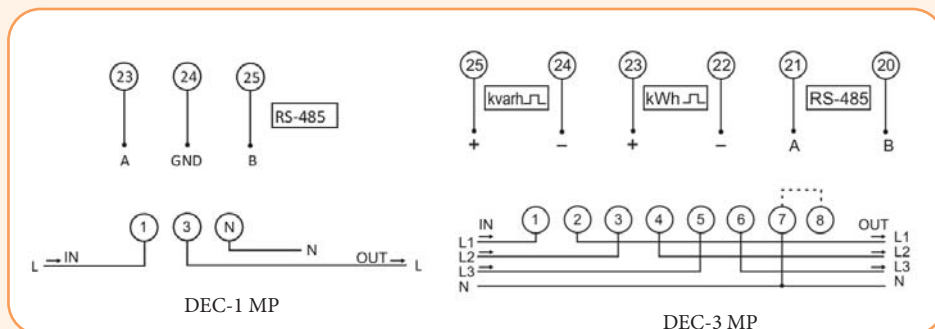 23 24 25
RS-485
A GND B
1 3 N
L IN N OUT L
DEC-1 MP
25 24 23 22 21 20
kvarh kWh RS-485
+ − + − A B
IN 1 2 3 4 5 6 7 8 OUT
L1 L1
L2 L2
L3 L3
N N
DEC-3 MP